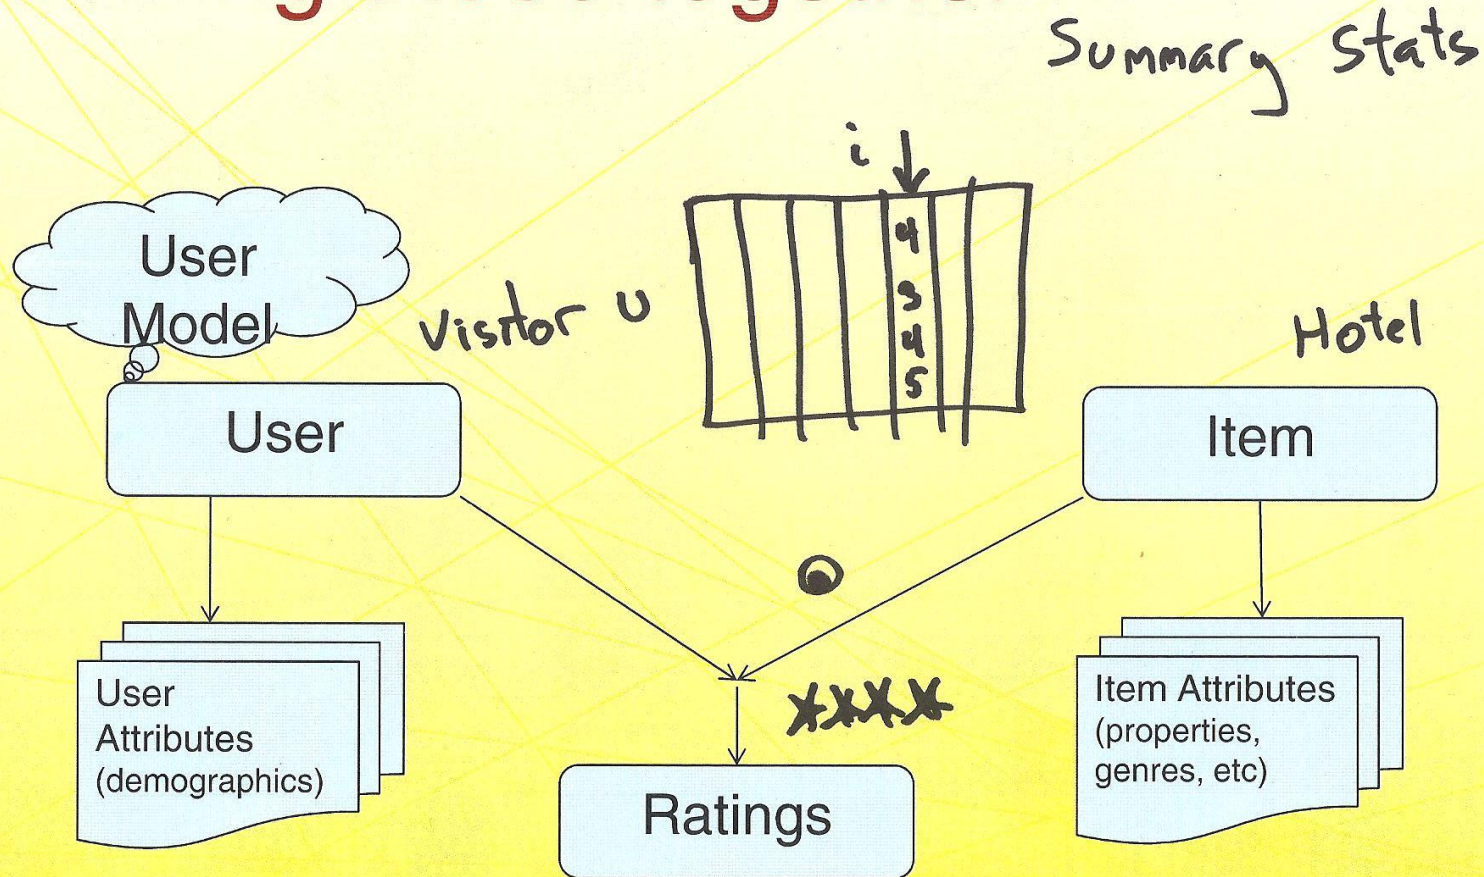 Summary Stats
i
4
3
4
5
User
Model
Visitor u
Hotel
User
Item
User
Attributes
(demographics)
Item Attributes
(properties,
genres, etc)
Ratings